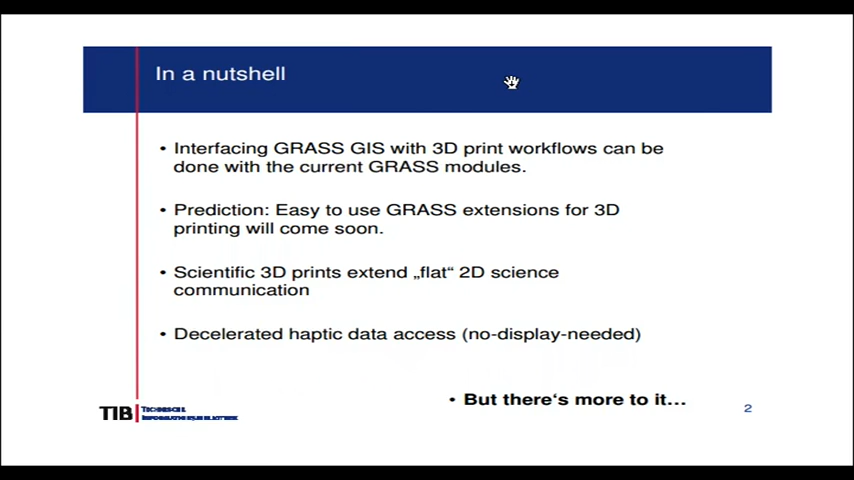 In a nutshell
• Interfacing GRASS GIS with 3D print workflows can be
done with the current GRASS modules.
• Prediction: Easy to use GRASS extensions for 3D
printing will come soon.
• Scientific 3D prints extend „flat“ 2D science
communication
• Decelerated haptic data access (no-display-needed)
• But there‘s more to it...
TIB
TECHNISCHE
INFORMATIONSBIBLIOTHEK
2